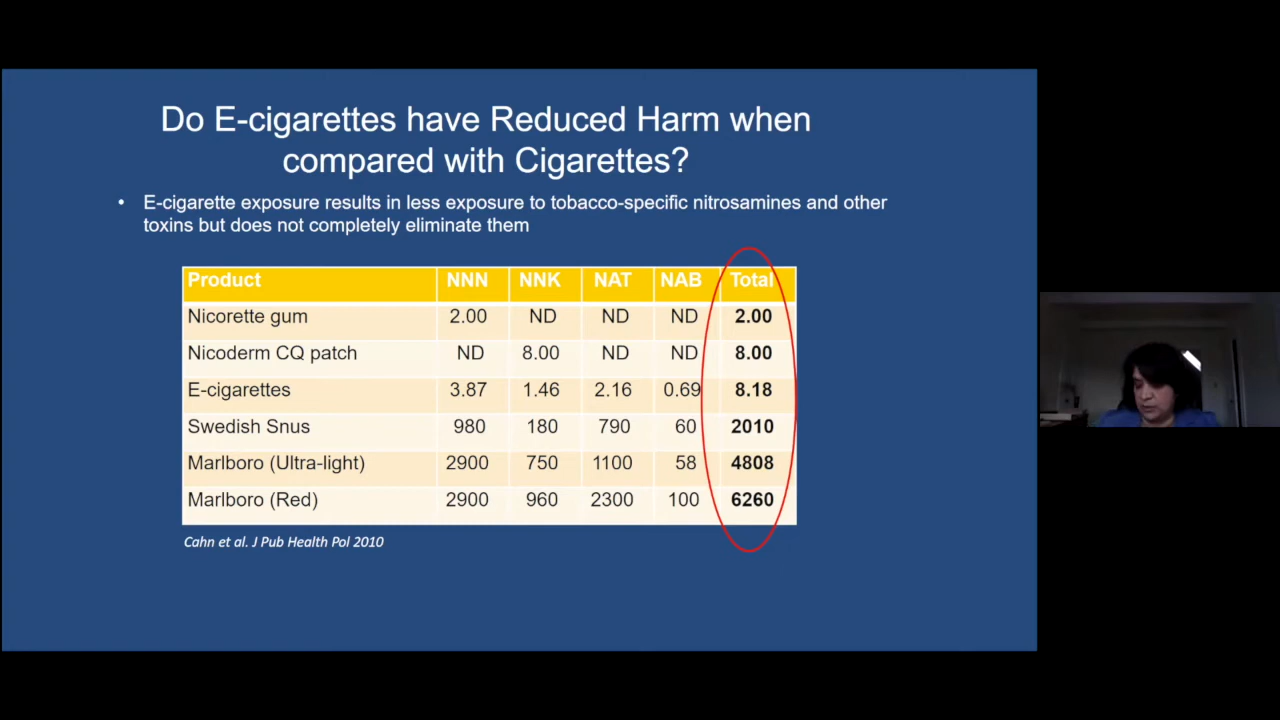 Do E-cigarettes have Reduced Harm when
compared with Cigarettes?
• E-cigarette exposure results in less exposure to tobacco-specific nitrosamines and other
toxins but does not completely eliminate them
Product NNN NNK NAT NAB Total
Nicorette gum 2.00 ND ND ND 2.00
Nicoderm CQ patch ND 8.00 ND ND 8.00
E-cigarettes 3.87 1.46 2.16 0.69 8.18
Swedish Snus 980 180 790 60 2010
Marlboro (Ultra-light) 2900 750 1100 58 4808
Marlboro (Red) 2900 960 2300 100 6260
Cahn et al. J Pub Health Pol 2010